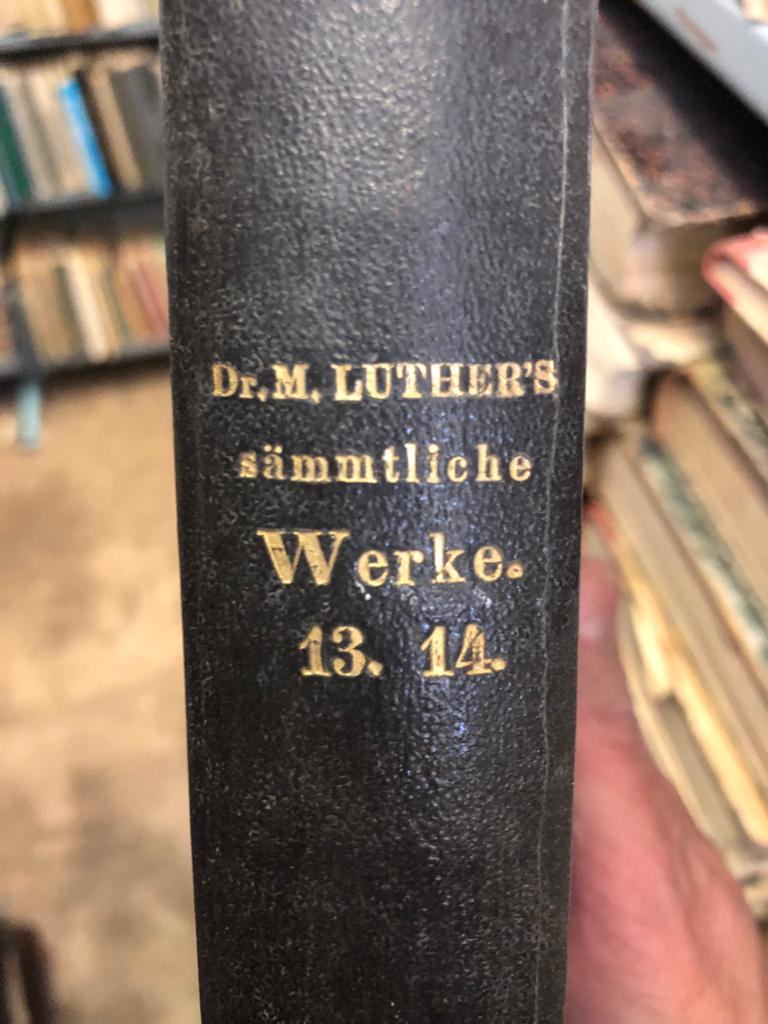 Dr. M. LUTHER'S
sämmtliche
Werke.
13. 14.